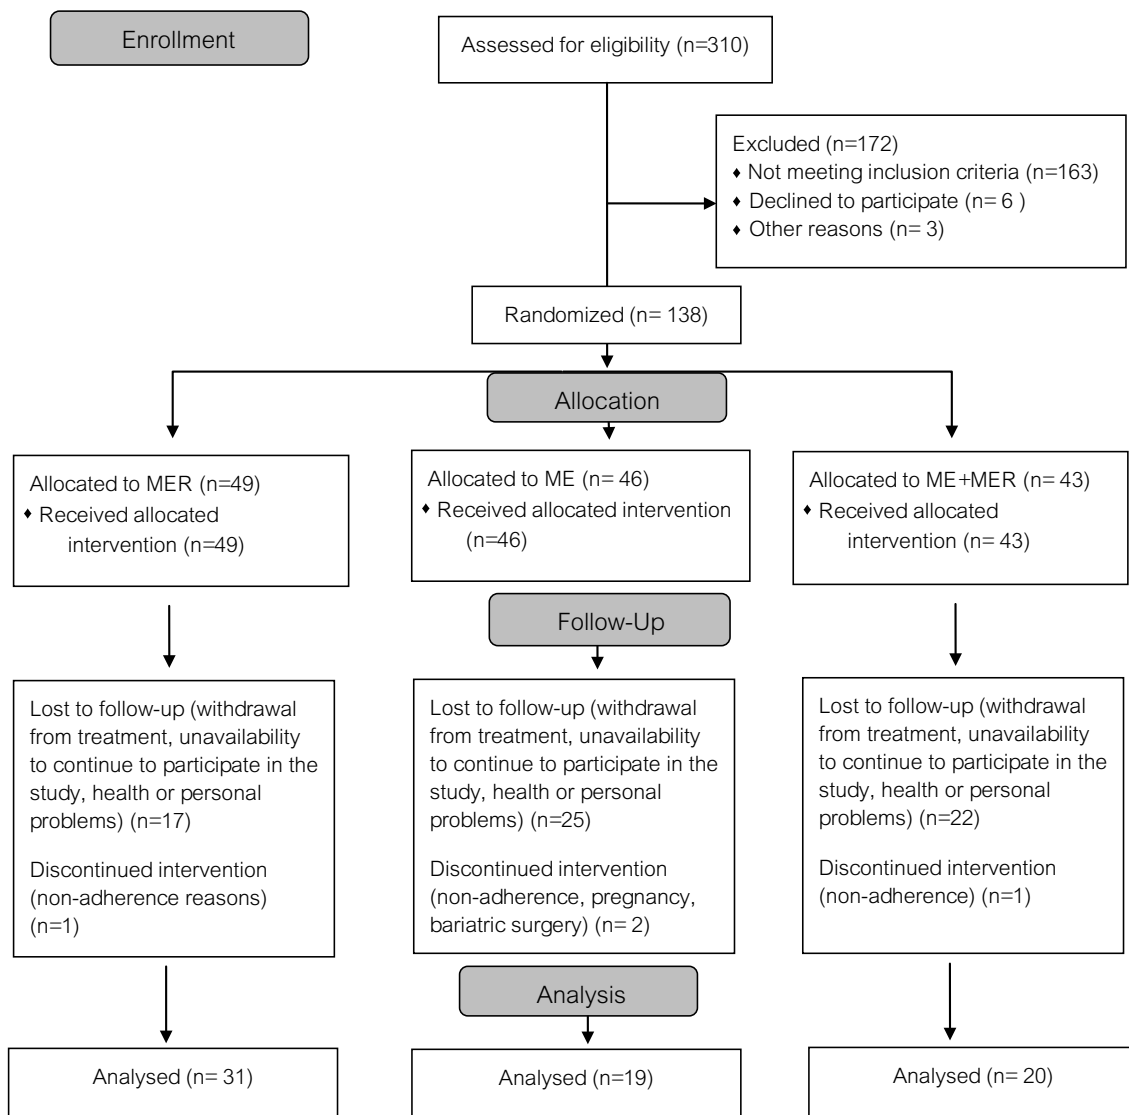 Enrollment
Assessed for eligibility (n=310)
Excluded (n=172)
♦ Not meeting inclusion criteria (n=163)
♦ Declined to participate (n= 6 )
♦ Other reasons (n= 3)
Randomized (n= 138)
Allocation
Allocated to MER (n=49)
♦ Received allocated
intervention (n=49)
Allocated to ME (n= 46)
♦ Received allocated intervention
(n=46)
Allocated to ME+MER (n= 43)
♦ Received allocated
intervention (n= 43)
Follow-Up
Lost to follow-up (withdrawal
from treatment, unavailability
to continue to participate in the
study, health or personal
problems) (n=17)
Discontinued intervention
(non-adherence reasons)
(n=1)
Lost to follow-up (withdrawal
from treatment, unavailability
to continue to participate in the
study, health or personal
problems) (n=25)
Discontinued intervention
(non-adherence, pregnancy,
bariatric surgery) (n= 2)
Lost to follow-up (withdrawal
from treatment, unavailability
to continue to participate in the
study, health or personal
problems) (n=22)
Discontinued intervention
(non-adherence) (n=1)
Analysis
Analysed (n= 31)
Analysed (n=19)
Analysed (n= 20)